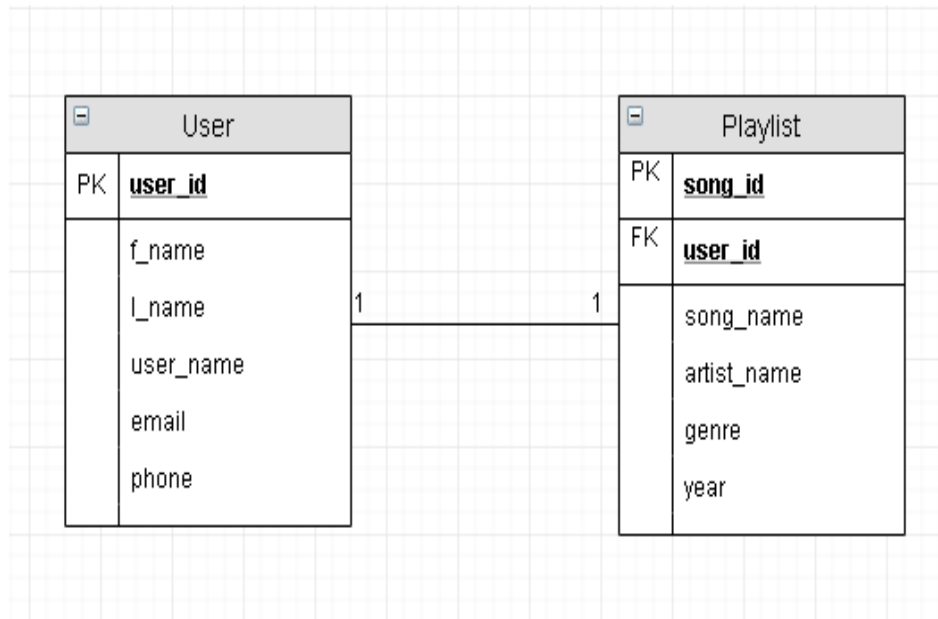 User
PK user_id
f_name
l_name
user_name
email
phone
1 1
Playlist
PK song_id
FK user_id
song_name
artist_name
genre
year